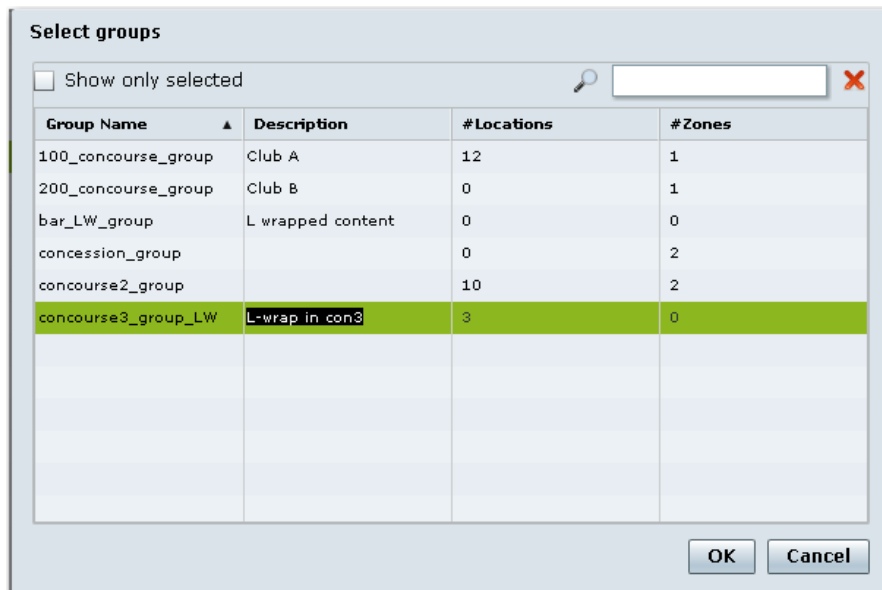 Select groups
Show only selected
Group Name Description #Locations #Zones
100_concourse_group Club A 12 1
200_concourse_group Club B 0 1
bar_LW_group L wrapped content 0 0
concession_group 0 2
concourse2_group 10 2
concourse3_group_LW L-wrap in con3 3 0
OK Cancel